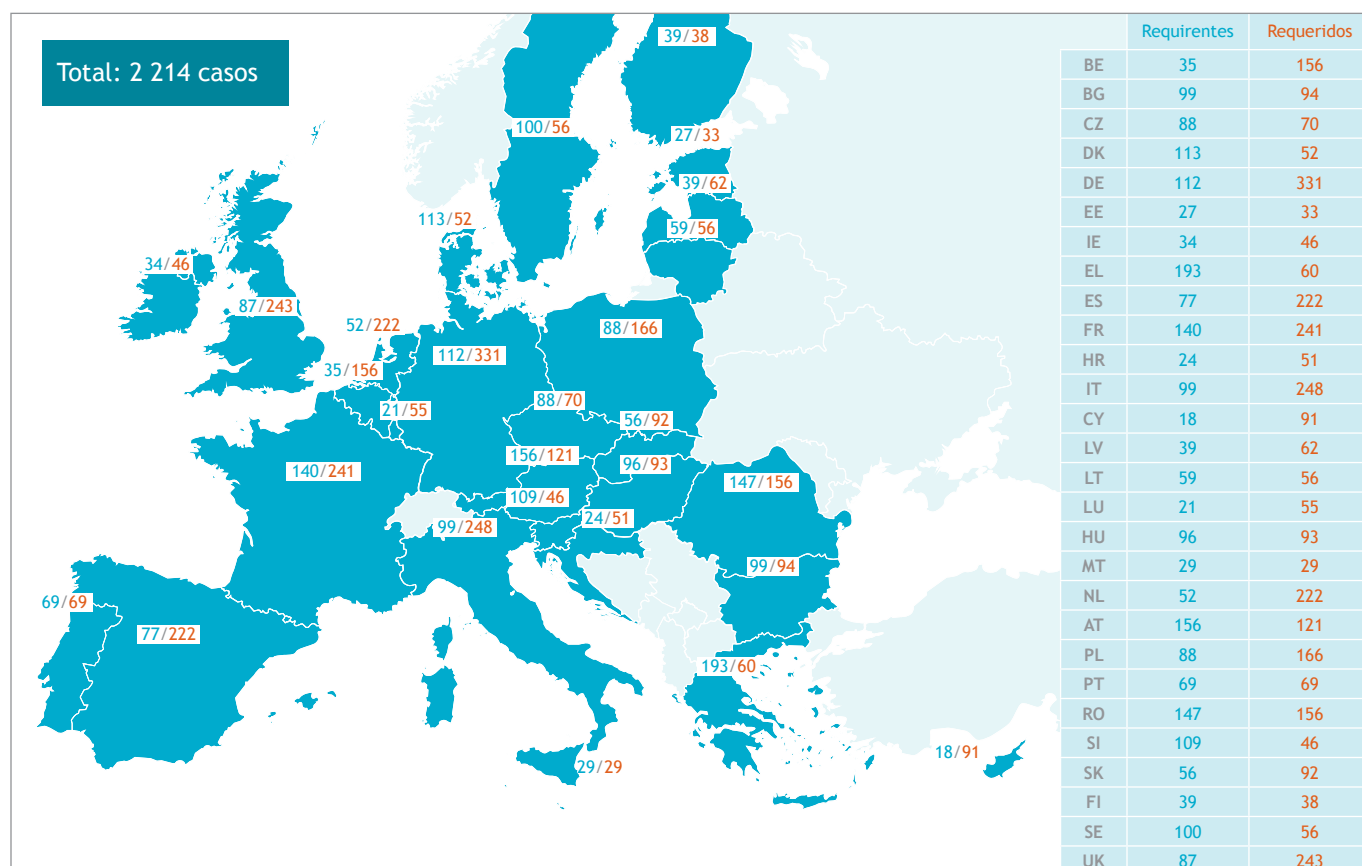 Total: 2 214 casos
39/38
100/56
27/33
39/62
113/52
59/56
34/46
87/243
52/222
88/166
112/331
35/156
88/70
21/55
56/92
156/121
96/93
140/241
147/156
109/46
24/51
99/248
99/94
69/69
77/222
193/60
18/91
29/29
Requirentes Requeridos
BE 35 156
BG 99 94
CZ 88 70
DK 113 52
DE 112 331
EE 27 33
IE 34 46
EL 193 60
ES 77 222
FR 140 241
HR 24 51
IT 99 248
CY 18 91
LV 39 62
LT 59 56
LU 21 55
HU 96 93
MT 29 29
NL 52 222
AT 156 121
PL 88 166
PT 69 69
RO 147 156
SI 109 46
SK 56 92
FI 39 38
SE 100 56
UK 87 243